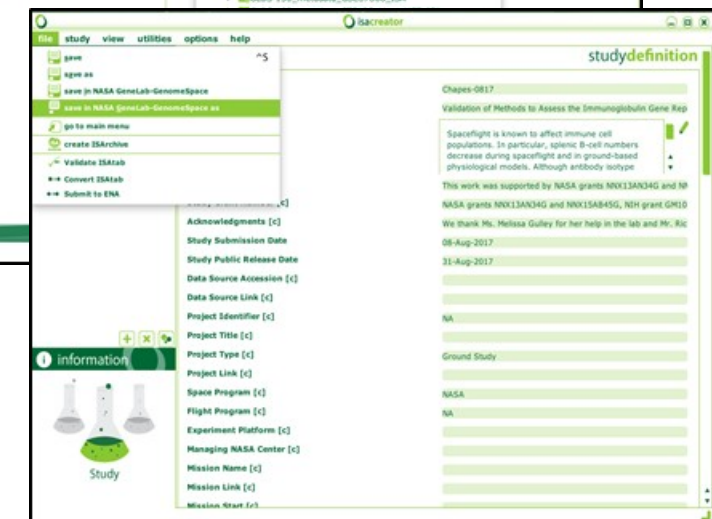 isacreator
file study view utilities options help
studydefinition
save ^S
save as
save in NASA GeneLab-GenomeSpace
save in NASA GeneLab-GenomeSpace as
go to main menu
create ISArchive
Validate ISAtab
Convert ISAtab
Submit to ENA
Chapes-0817
Validation of Methods to Assess the Immunoglobulin Gene Rep
Spaceflight is known to affect immune cell
populations. In particular, splenic B-cell numbers
decrease during spaceflight and in ground-based
physiological models. Although antibody isotype
This work was supported by NASA grants NNX13AN34G and NN
[c] NASA grants NNX13AN34G and NNX15AB45G, NIH grant GM10
Acknowledgments [c] We thank Ms. Melissa Gulley for her help in the lab and Mr. Ric
Study Submission Date 08-Aug-2017
Study Public Release Date 31-Aug-2017
Data Source Accession [c]
Data Source Link [c]
Project Identifier [c] NA
Project Title [c]
Project Type [c] Ground Study
Project Link [c]
Space Program [c] NASA
Flight Program [c] NA
Experiment Platform [c]
Managing NASA Center [c]
Mission Name [c]
Mission Link [c]
Mission Start [c]
i information
Study